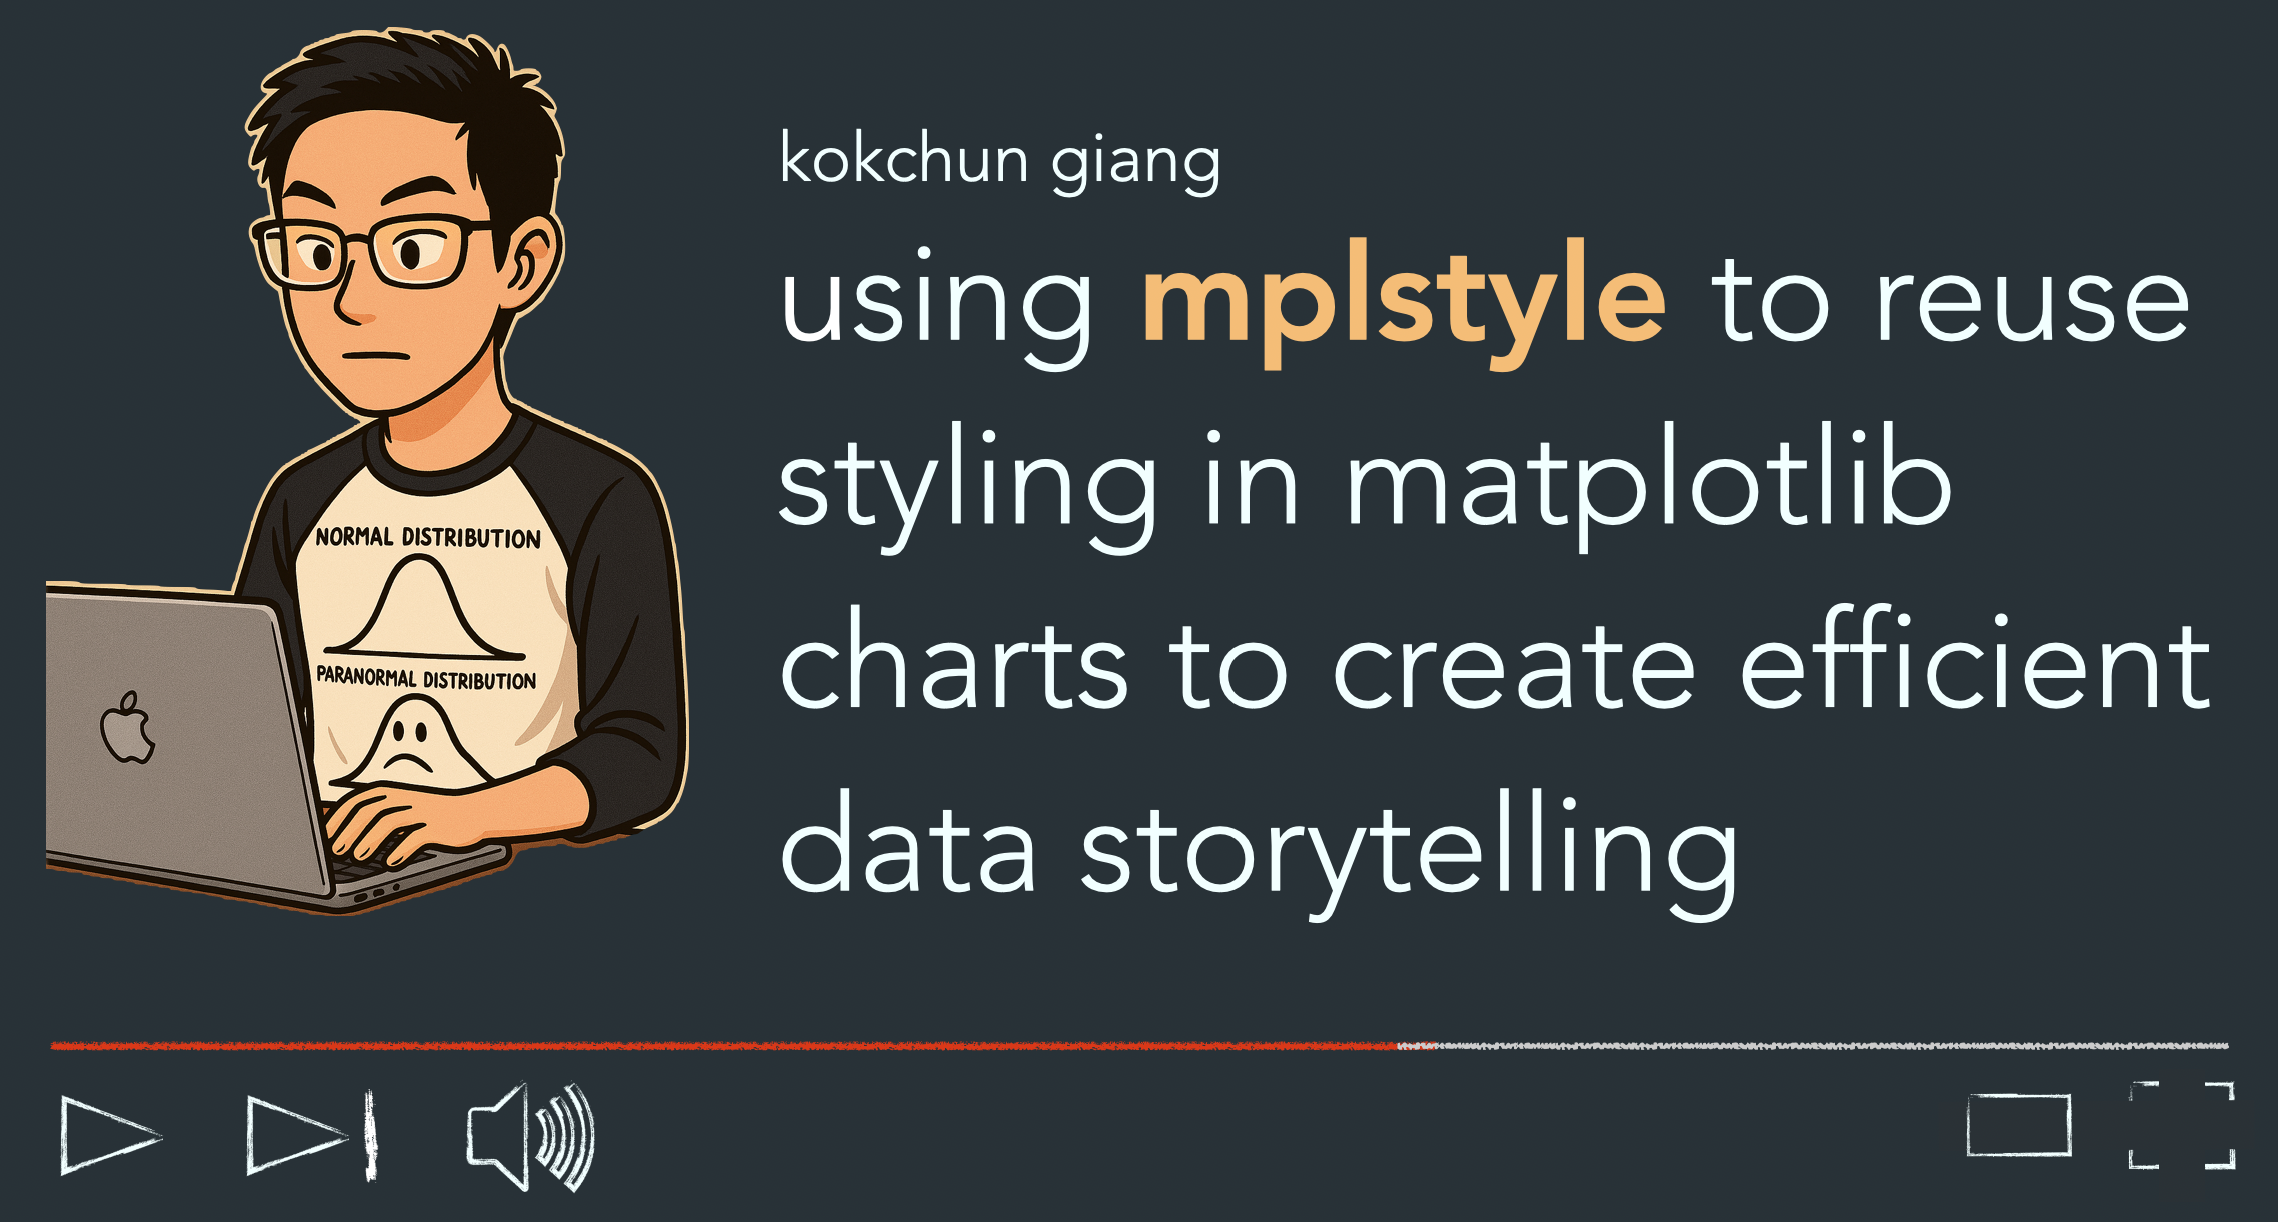 kokchun giang
using mplstyle to reuse
styling in matplotlib
charts to create efficient
data storytelling
NORMAL DISTRIBUTION
PARANORMAL DISTRIBUTION